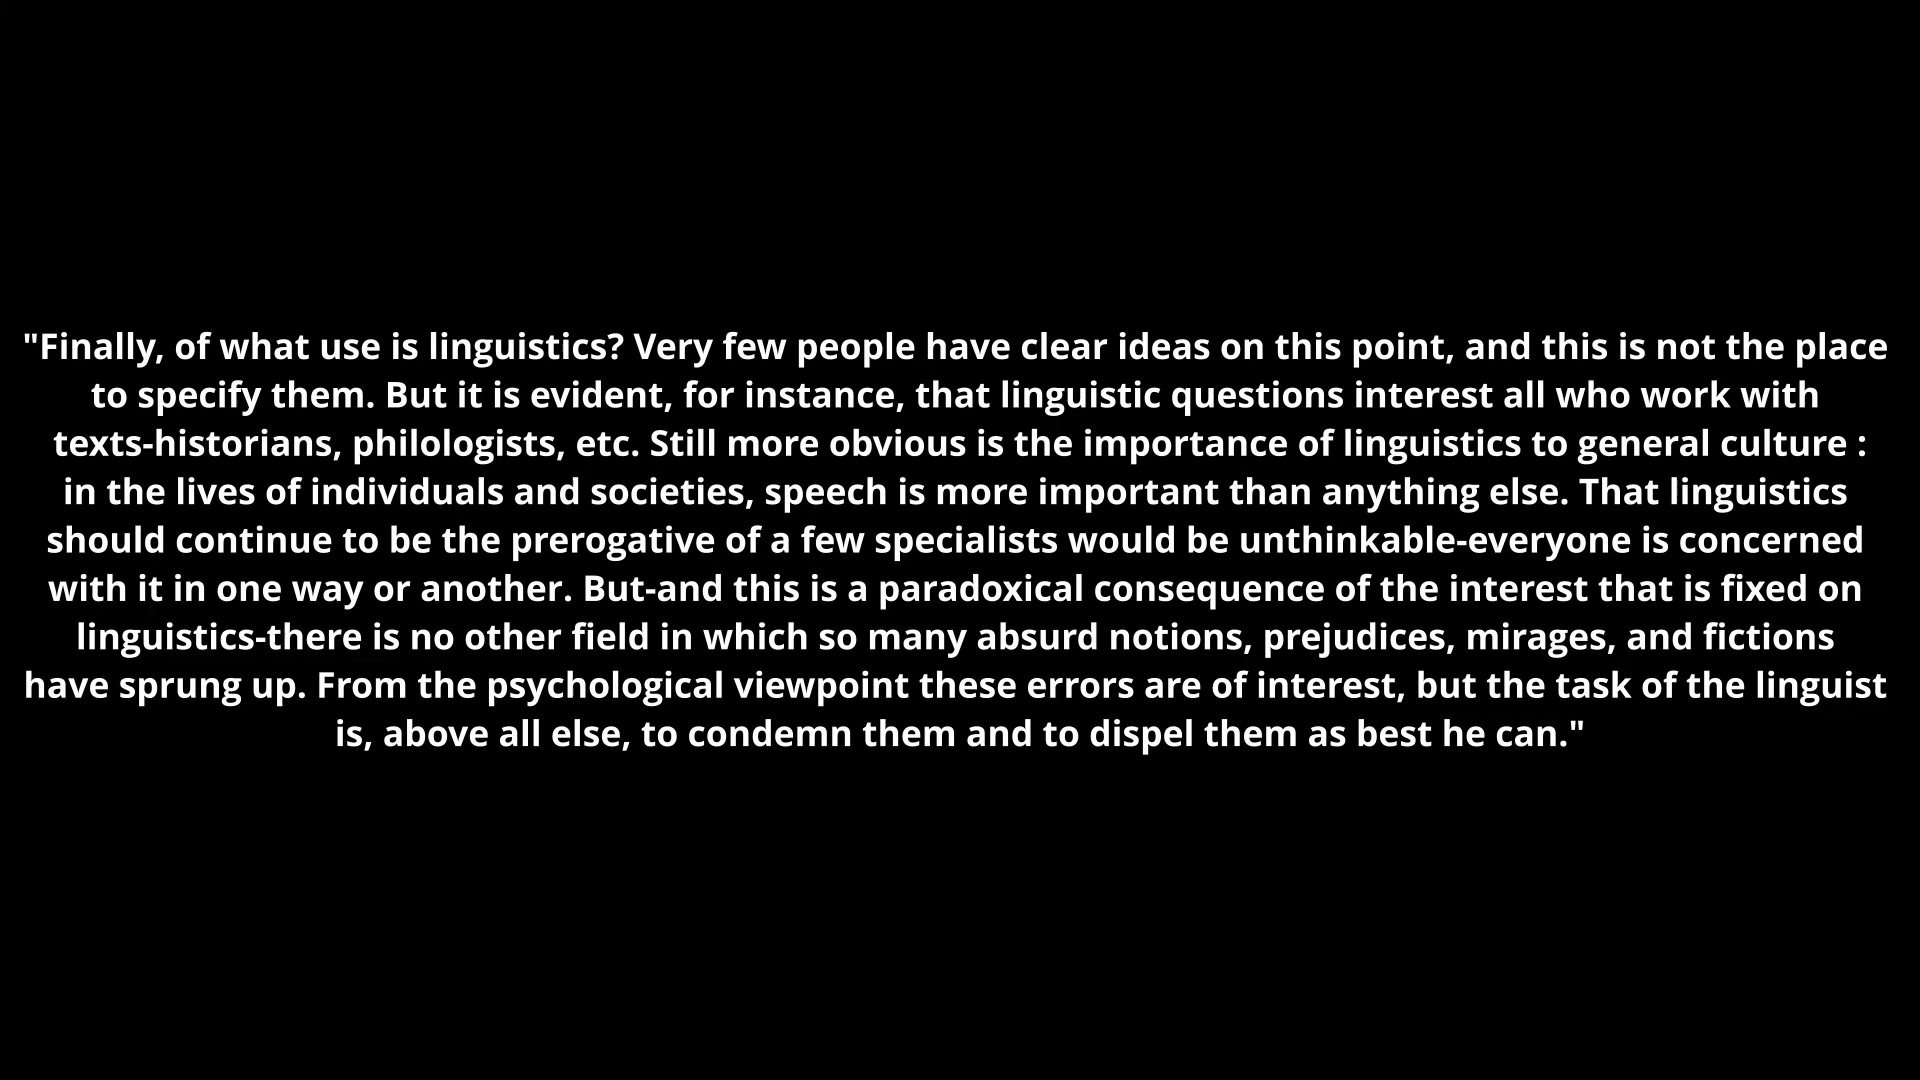 "Finally, of what use is linguistics? Very few people have clear ideas on this point, and this is not the place
to specify them. But it is evident, for instance, that linguistic questions interest all who work with
texts-historians, philologists, etc. Still more obvious is the importance of linguistics to general culture :
in the lives of individuals and societies, speech is more important than anything else. That linguistics
should continue to be the prerogative of a few specialists would be unthinkable-everyone is concerned
with it in one way or another. But-and this is a paradoxical consequence of the interest that is fixed on
linguistics-there is no other field in which so many absurd notions, prejudices, mirages, and fictions
have sprung up. From the psychological viewpoint these errors are of interest, but the task of the linguist
is, above all else, to condemn them and to dispel them as best he can."